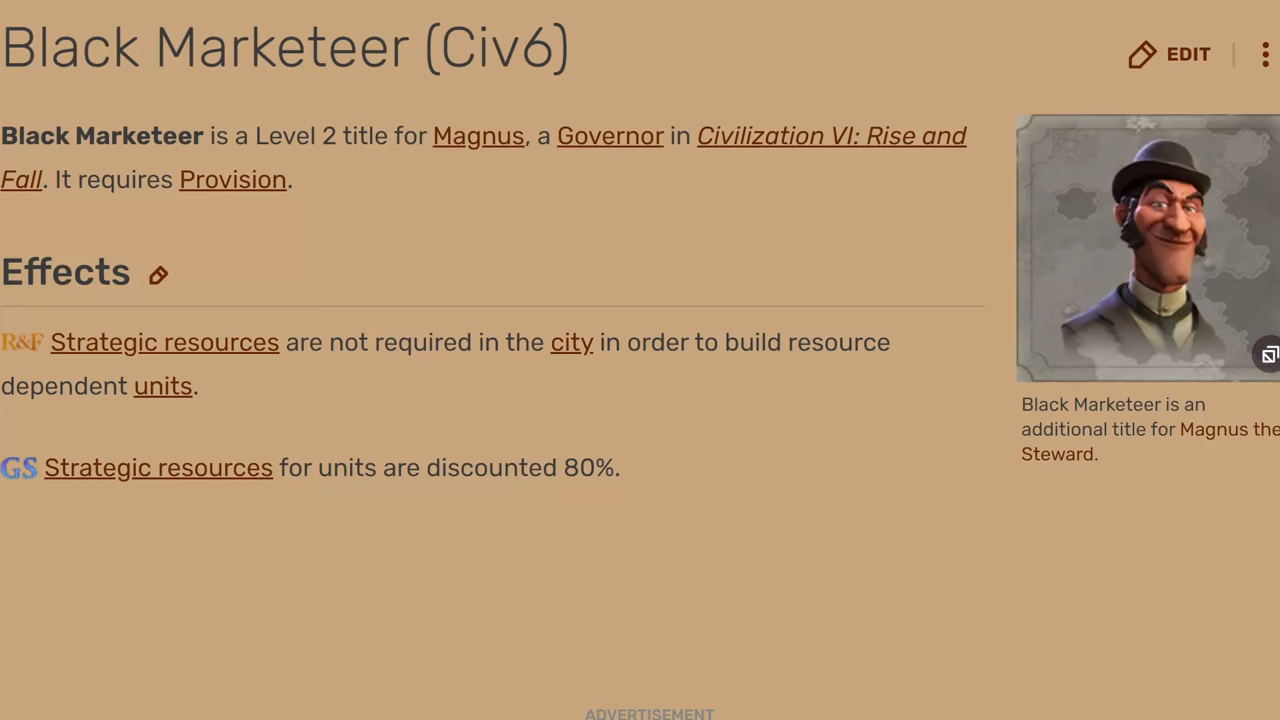 Black Marketeer (Civ6)
EDIT
Black Marketeer is a Level 2 title for Magnus, a Governor in Civilization VI: Rise and
Fall. It requires Provision.
Effects
R&F Strategic resources are not required in the city in order to build resource
dependent units.
GS Strategic resources for units are discounted 80%.
Black Marketeer is an
additional title for Magnus the
Steward.
ADVERTISEMENT